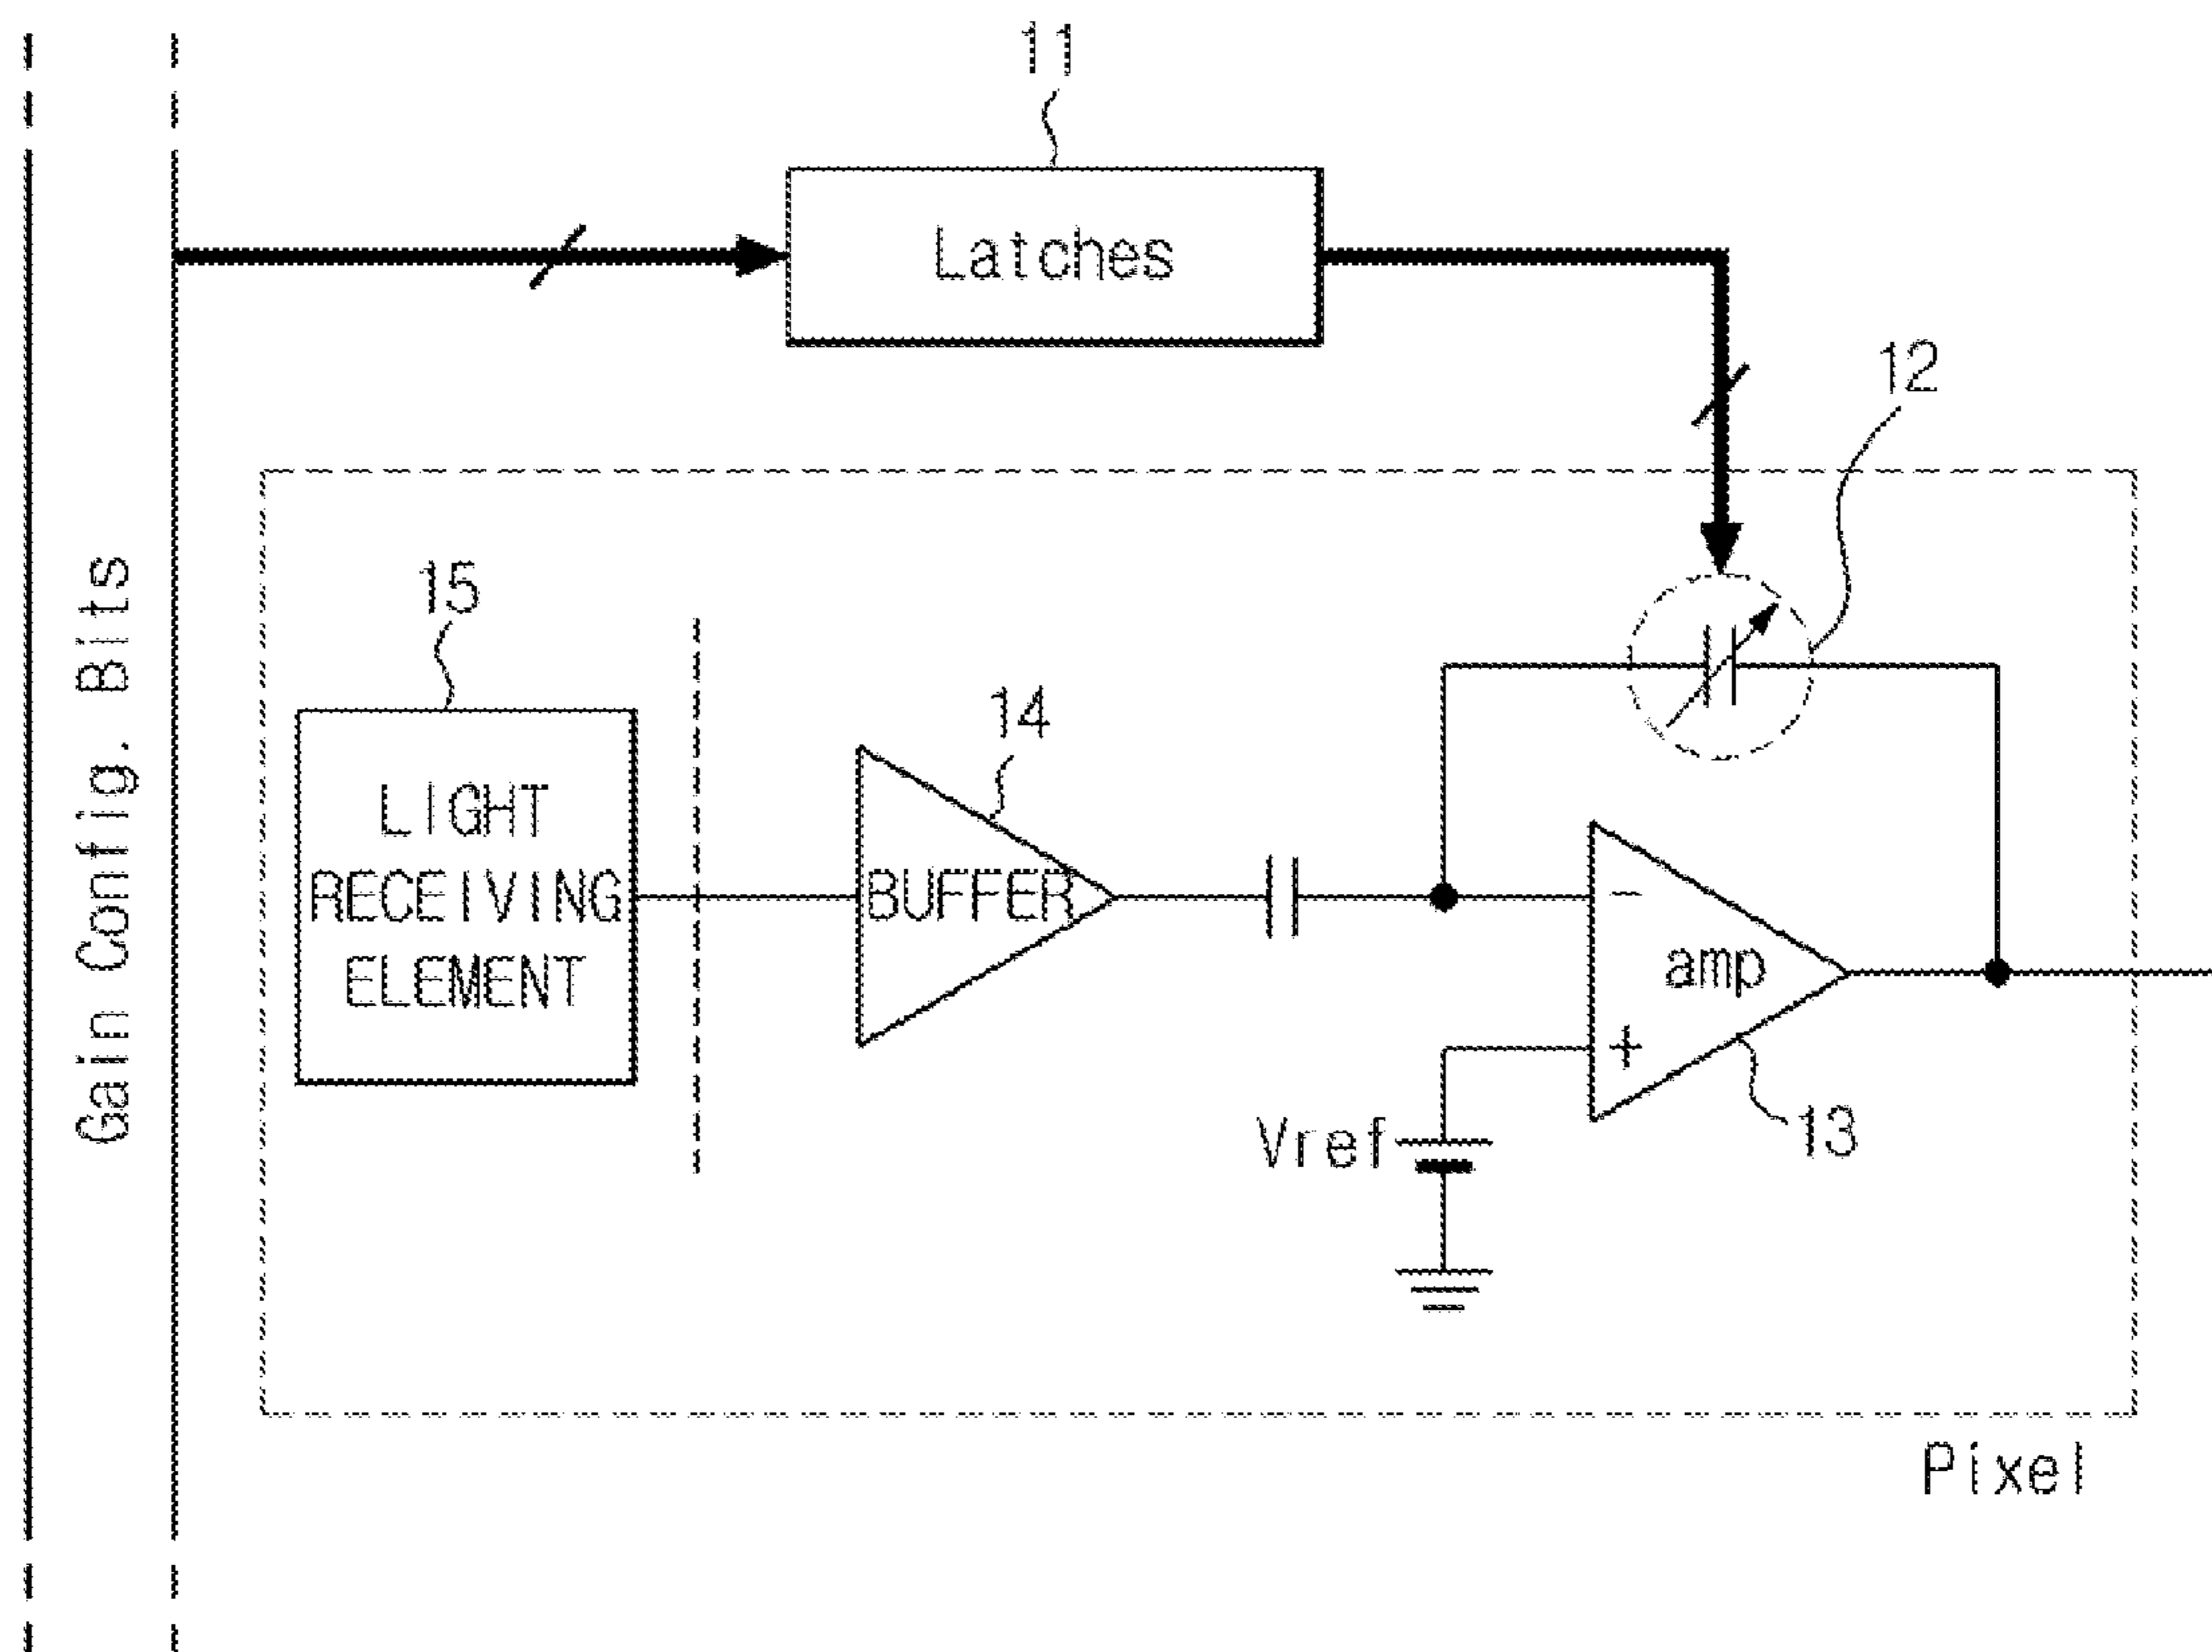 11
Latches
12
Gain Config. Bits
15
14
LIGHT
RECEIVING
ELEMENT
BUFFER
-
amp
+
Vref
13
Pixel